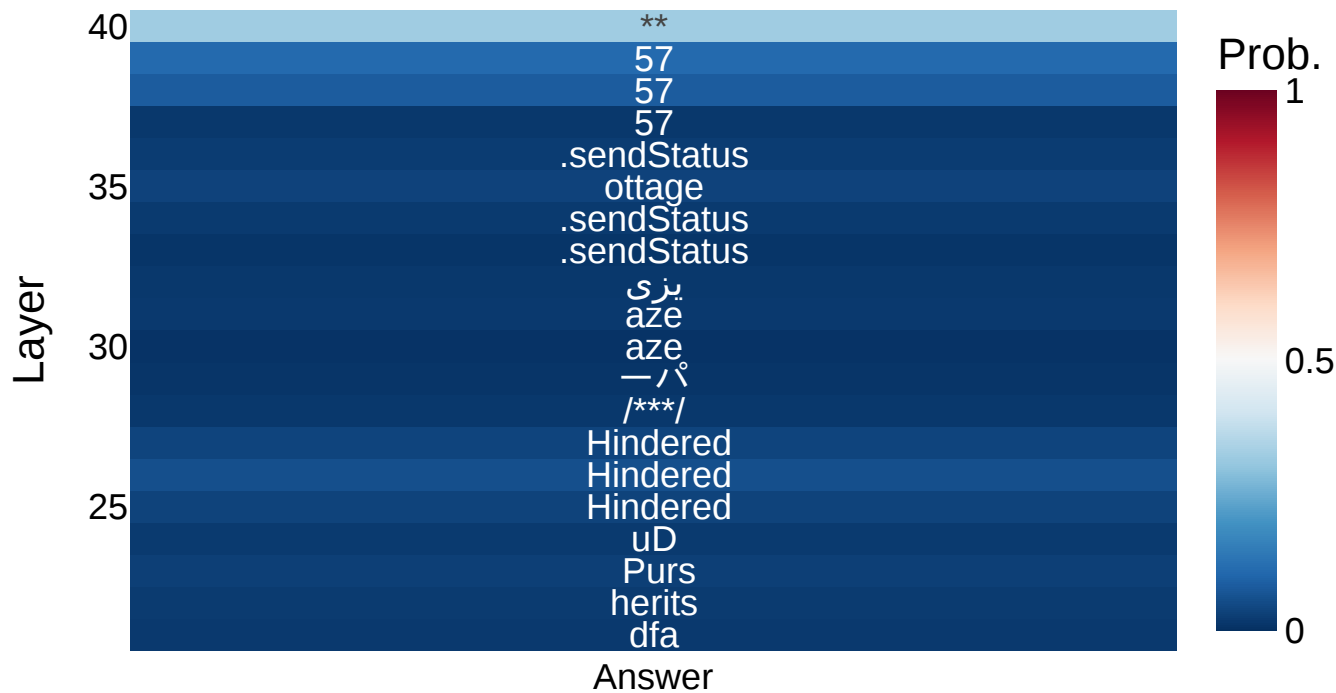 40
**
57
57
57
.sendStatus
35
ottage
.sendStatus
.sendStatus
یزی
aze
30
aze
ーパ
/***/
Hindered
Hindered
25
Hindered
uD
Purs
herits
dfa
Answer
Layer
Prob.
1
0.5
0